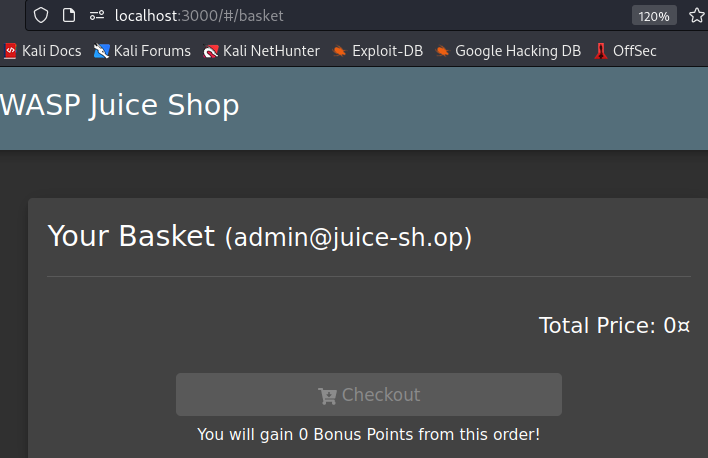 localhost:3000/#/basket 120%
Kali Docs Kali Forums Kali NetHunter Exploit-DB Google Hacking DB OffSec
WASP Juice Shop
Your Basket (admin@juice-sh.op)
Total Price: 0¤
Checkout
You will gain 0 Bonus Points from this order!